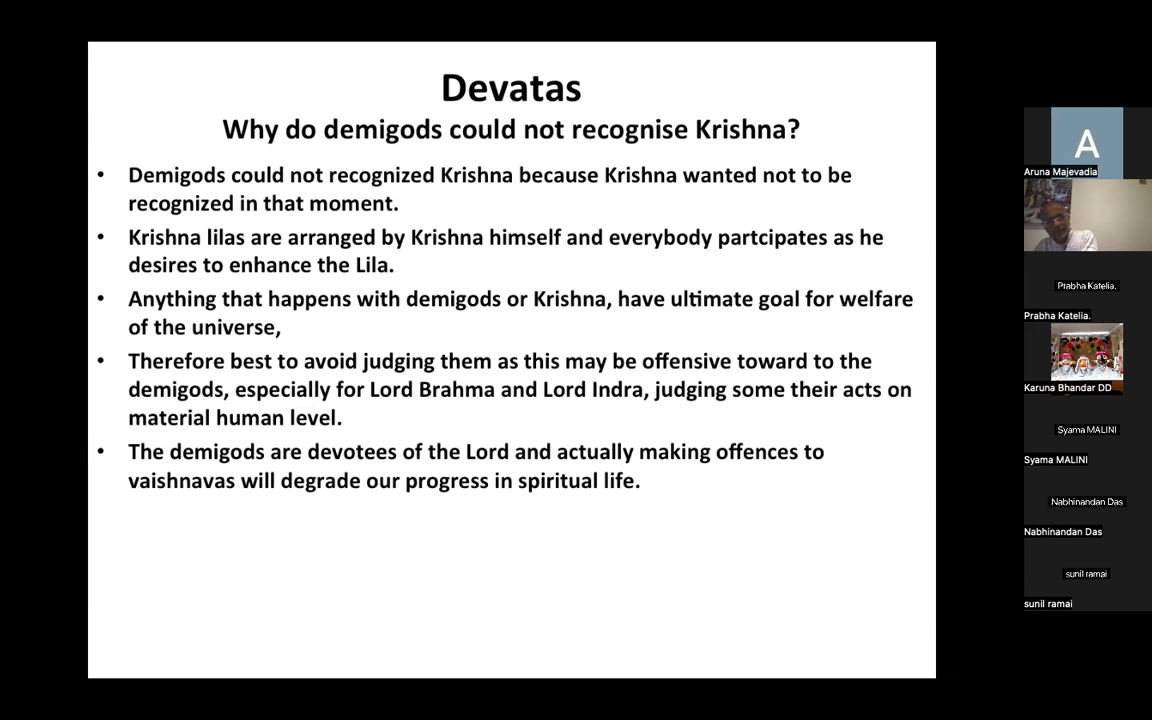 Devatas
Why do demigods could not recognise Krishna?
• Demigods could not recognized Krishna because Krishna wanted not to be
recognized in that moment.
• Krishna lilas are arranged by Krishna himself and everybody partcipates as he
desires to enhance the Lila.
• Anything that happens with demigods or Krishna, have ultimate goal for welfare
of the universe,
• Therefore best to avoid judging them as this may be offensive toward to the
demigods, especially for Lord Brahma and Lord Indra, judging some their acts on
material human level.
• The demigods are devotees of the Lord and actually making offences to
vaishnavas will degrade our progress in spiritual life.
A
Aruna Majevadia
Prabha Katelia.
Prabha Katelia.
Karuna Bhandar DD
Syama MALINI
Syama MALINI
Nabhinandan Das
Nabhinandan Das
sunil ramai
sunil ramai